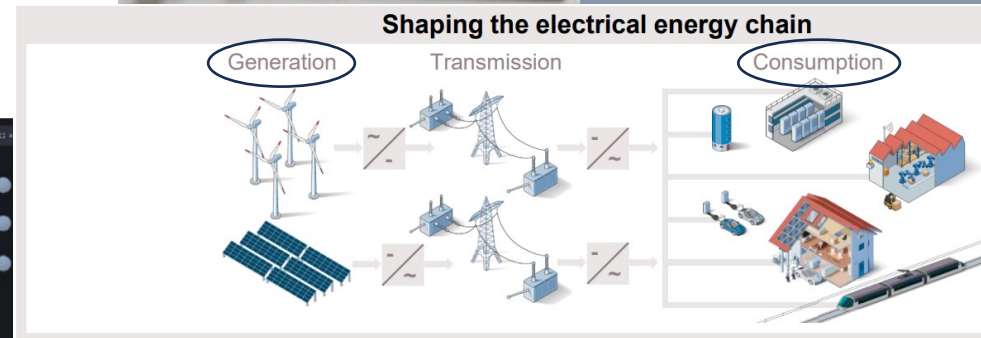 Shaping the electrical energy chain
Generation Transmission Consumption
~ - - ~
- ~ - ~